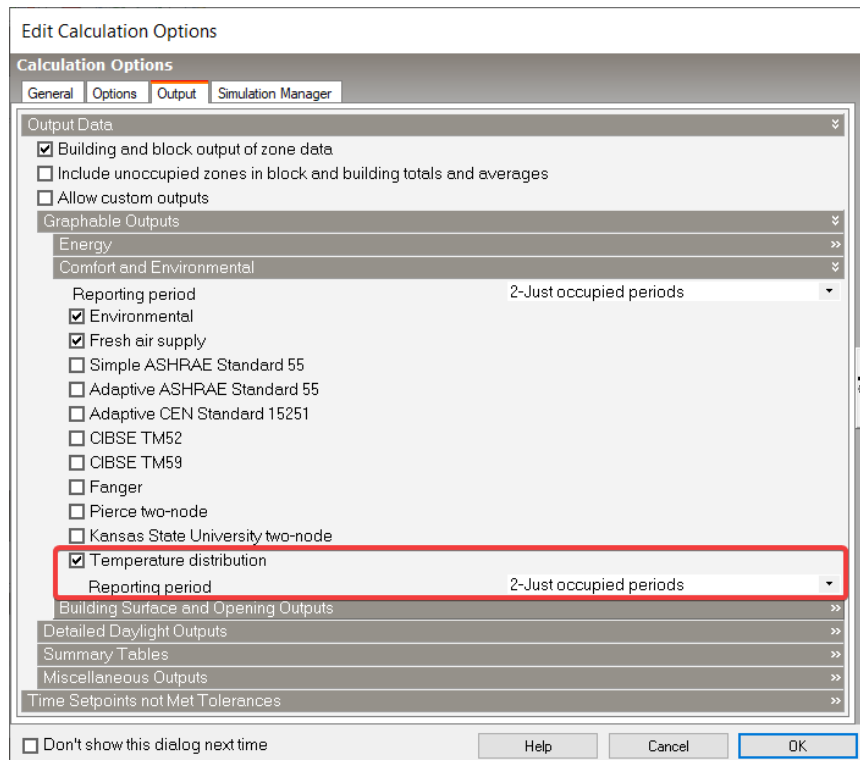 Edit Calculation Options
Calculation Options
General Options Output Simulation Manager
Output Data
Building and block output of zone data
Include unoccupied zones in block and building totals and averages
Allow custom outputs
Graphable Outputs
Energy
Comfort and Environmental
Reporting period 2-Just occupied periods
Environmental
Fresh air supply
Simple ASHRAE Standard 55
Adaptive ASHRAE Standard 55
Adaptive CEN Standard 15251
CIBSE TM52
CIBSE TM59
Fanger
Pierce two-node
Kansas State University two-node
Temperature distribution
Reporting period 2-Just occupied periods
Building Surface and Opening Outputs
Detailed Daylight Outputs
Summary Tables
Miscellaneous Outputs
Time Setpoints not Met Tolerances
Don't show this dialog next time Help Cancel OK